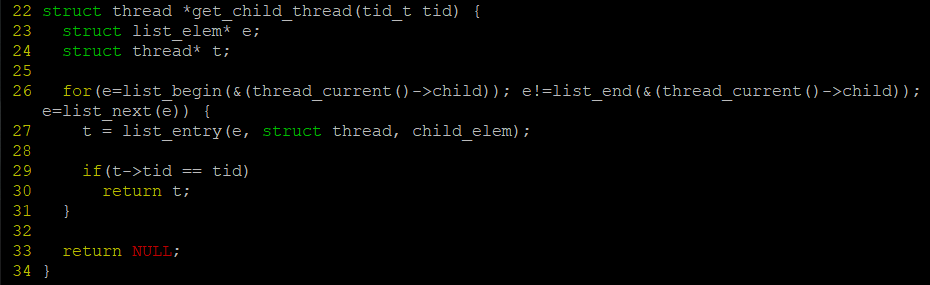 22 struct thread *get_child_thread(tid_t tid) {
23   struct list_elem* e;
24   struct thread* t;
25
26   for(e=list_begin(&(thread_current()->child)); e!=list_end(&(thread_current()->child));
e=list_next(e)) {
27     t = list_entry(e, struct thread, child_elem);
28
29     if(t->tid == tid)
30       return t;
31   }
32
33   return NULL;
34 }